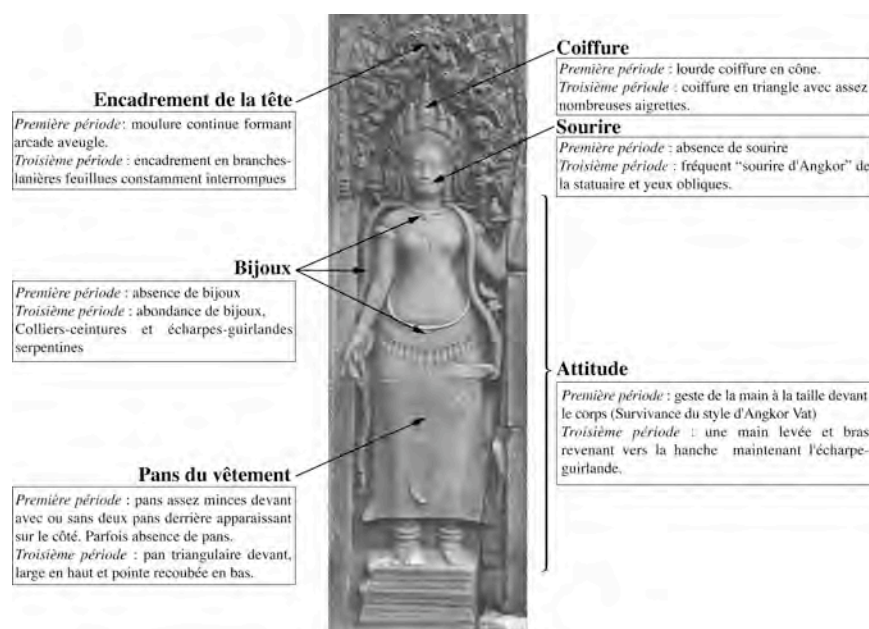 Coiffure
Première période : lourde coiffure en cône.
Troisième période : coiffure en triangle avec assez
nombreuses aigrettes.
Encadrement de la tête
Première période : moulure continue formant
arcade aveugle.
Troisième période : encadrement en branches-
lanières feuillues constamment interrompues
Sourire
Première période : absence de sourire
Troisième période : fréquent “sourire d'Angkor” de
la statuaire et yeux obliques.
Bijoux
Première période : absence de bijoux
Troisième période : abondance de bijoux,
Colliers-ceintures et écharpes-guirlandes
serpentines
Attitude
Première période : geste de la main à la taille devant
le corps (Survivance du style d'Angkor Vat)
Troisième période : une main levée et bras
revenant vers la hanche maintenant l'écharpe-
guirlande.
Pans du vêtement
Première période : pans assez minces devant
avec ou sans deux pans derrière apparaissant
sur le côté. Parfois absence de pans.
Troisième période : pan triangulaire devant,
large en haut et pointe recoubée en bas.